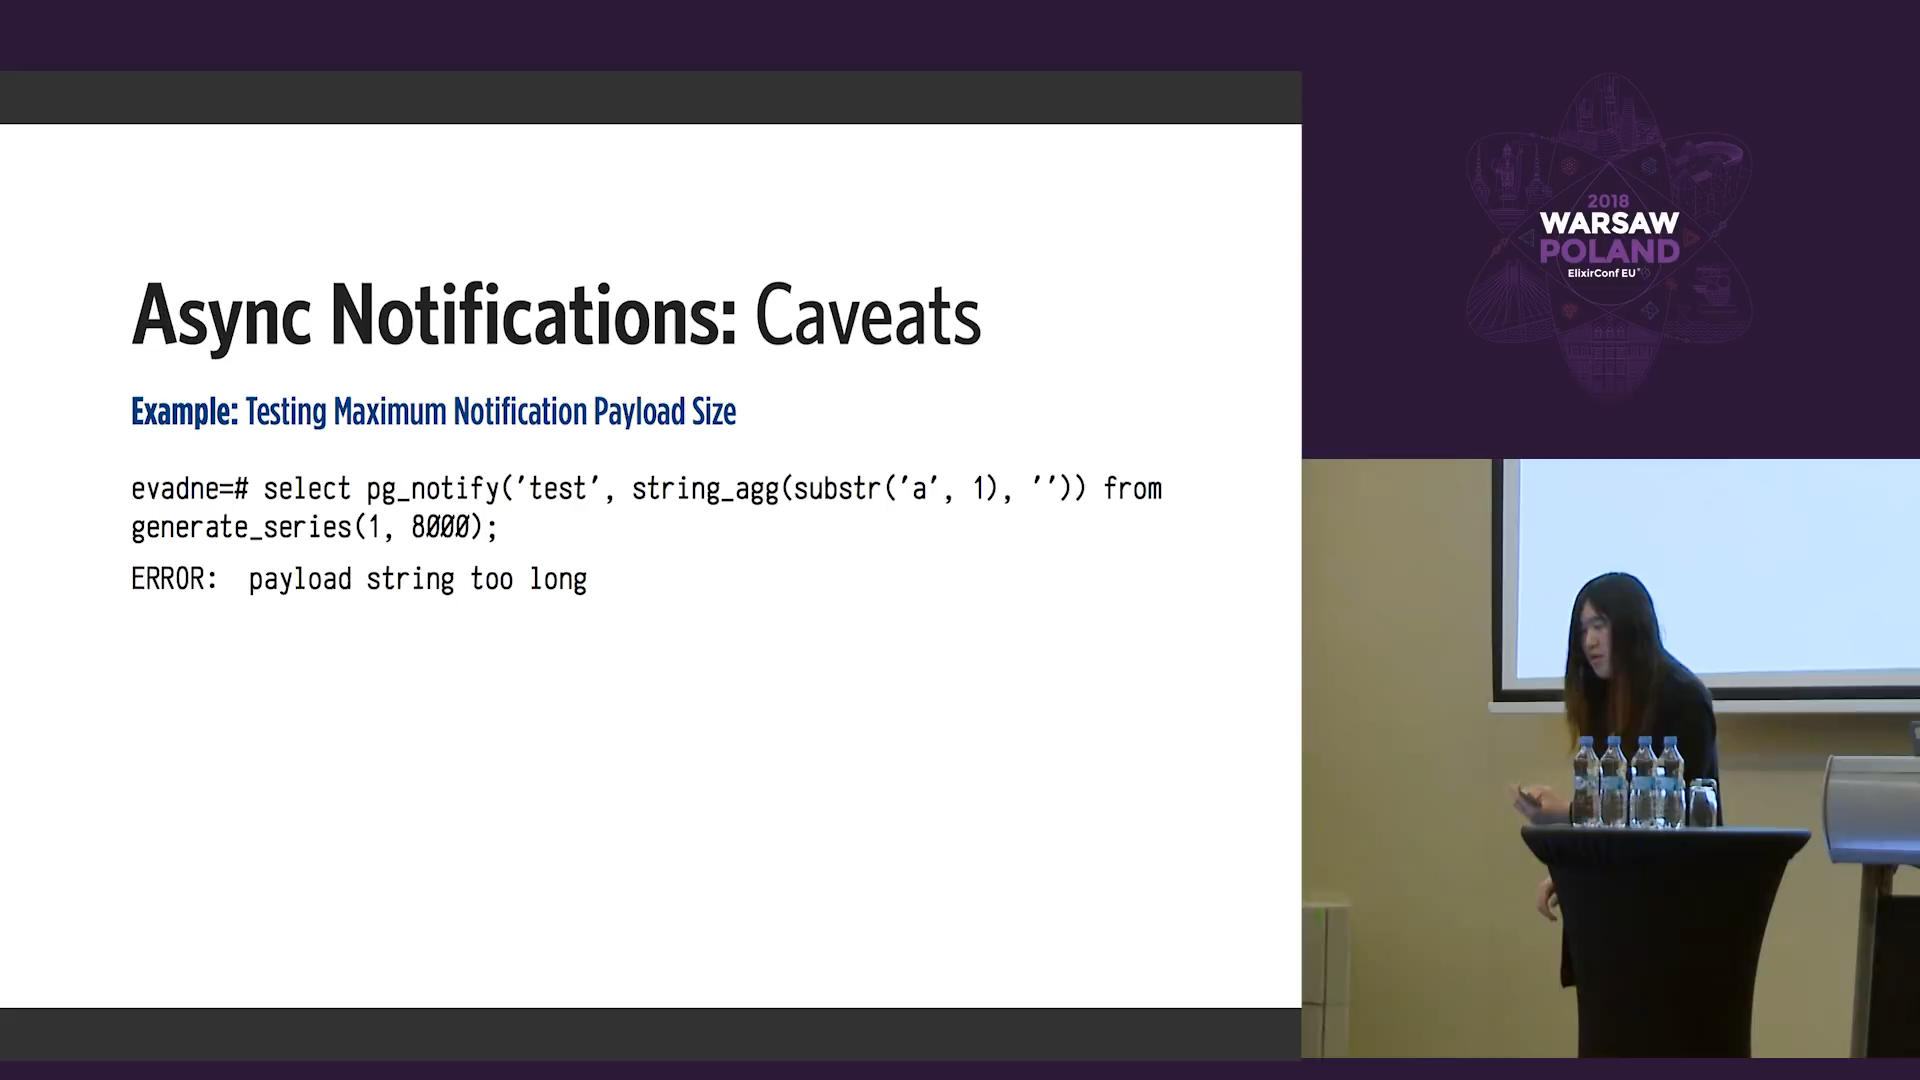 Async Notifications: Caveats
Example: Testing Maximum Notification Payload Size
evadne=# select pg_notify('test', string_agg(substr('a', 1), '')) from
generate_series(1, 8000);
ERROR:  payload string too long
2018
WARSAW
POLAND
ElixirConf EU